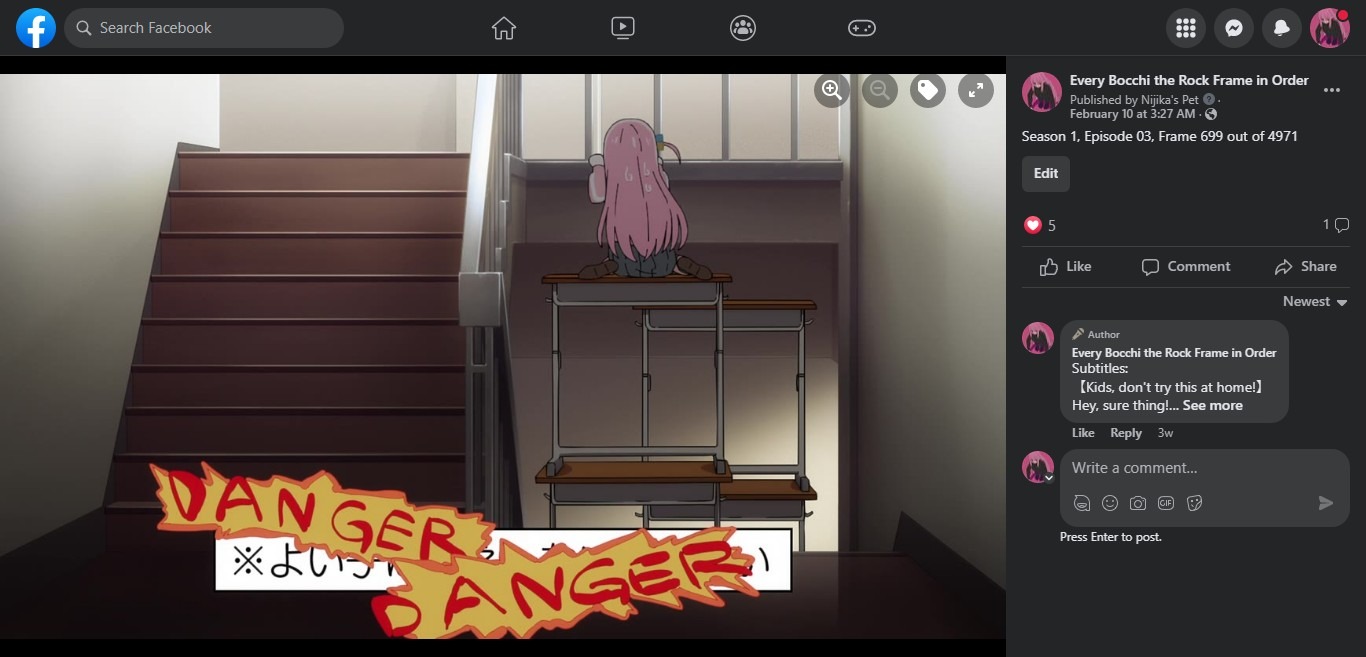 Search Facebook
Every Bocchi the Rock Frame in Order
Published by Nijika's Pet
February 10 at 3:27 AM ·
Season 1, Episode 03, Frame 699 out of 4971
Edit
5
1
Like
Comment
Share
Newest
Author
Every Bocchi the Rock Frame in Order
Subtitles:
【Kids, don't try this at home!】
Hey, sure thing!... See more
Like Reply 3w
Write a comment...
GIF
Press Enter to post.
DANGER
※よい子
DANGER